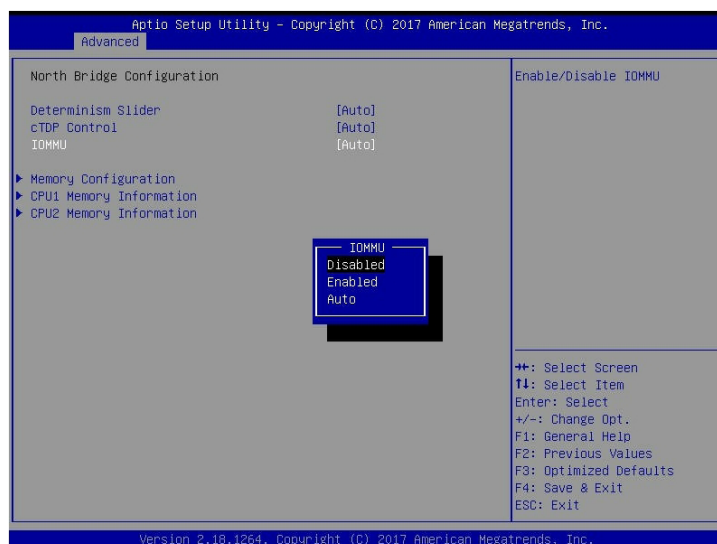 Aptio Setup Utility – Copyright (C) 2017 American Megatrends, Inc.
Advanced
North Bridge Configuration
Determinism Slider [Auto]
cTDP Control [Auto]
IOMMU [Auto]
Memory Configuration
CPU1 Memory Information
CPU2 Memory Information
IOMMU
Disabled
Enabled
Auto
Enable/Disable IOMMU
→←: Select Screen
↑↓: Select Item
Enter: Select
+/-: Change Opt.
F1: General Help
F2: Previous Values
F3: Optimized Defaults
F4: Save & Exit
ESC: Exit
Version 2.18.1264. Copyright (C) 2017 American Megatrends, Inc.